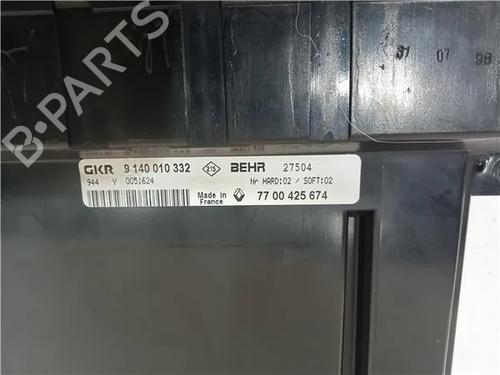 B-PARTS
31 07 98
GKR 9 140 010 332 215 BEHR 27504
944 Y 0051624 Nr HARD:02 / SOFT:02
Made in
France 77 00 425 674